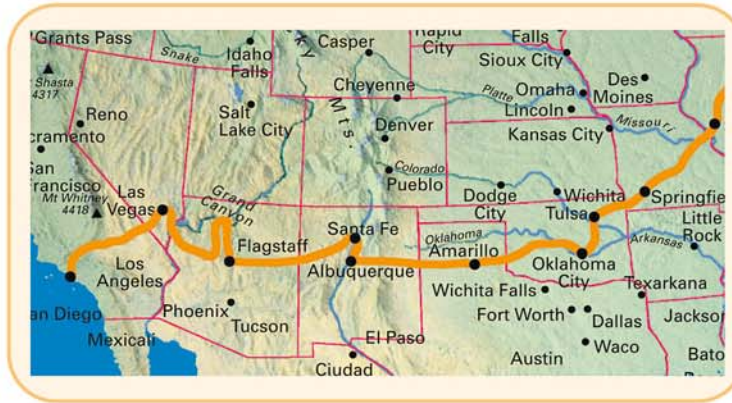 Grants Pass
Snake
Idaho
Falls
Casper
Rapid
City
Falls
Sioux City
Shasta
4317
Reno
cramento
San
Francisco
Mt Whitney
4418
Salt
Lake City
ky Mts.
Cheyenne
Denver
Colorado
Pueblo
Platte
Omaha
Lincoln
Des
Moines
Missouri
Kansas City
Las
Vegas
Grand
Canyon
Dodge
City
Wichita
Tulsa
Springfie
Little
Rock
Santa Fe
Oklahoma
Arkansas
Flagstaff
Albuquerque
Amarillo
Oklahoma
City
Los
Angeles
an Diego
Mexicali
Phoenix
Tucson
El Paso
Ciudad
Wichita Falls
Fort Worth
Dallas
Waco
Austin
Texarkana
Jackson
Bato